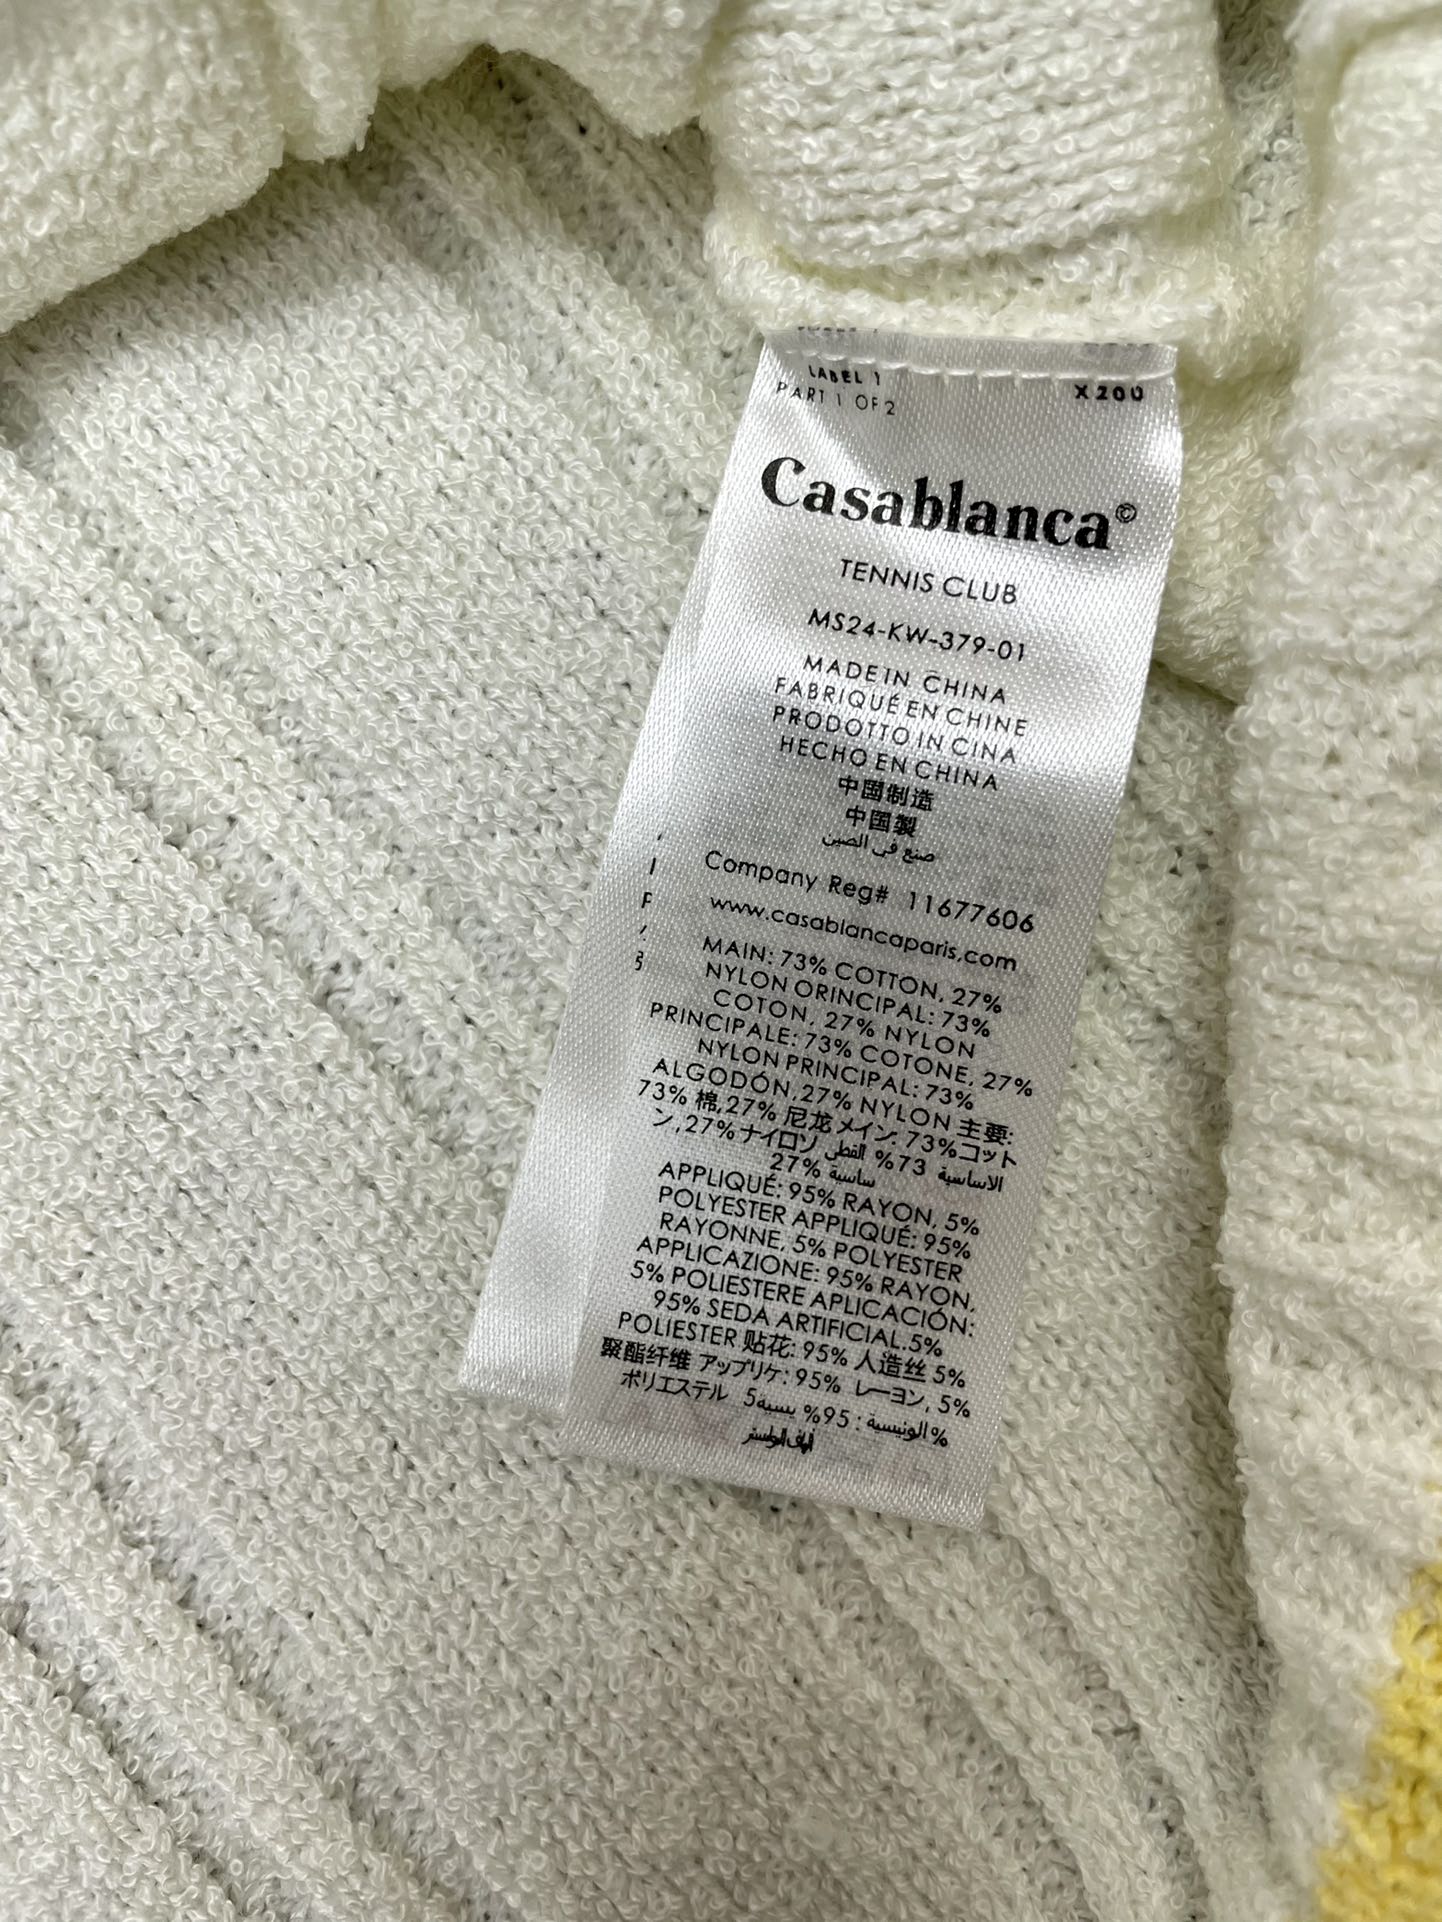 LABEL 1
PART 1 OF 2
X200
Casablanca©
TENNIS CLUB
MS24-KW-379-01
MADE IN CHINA
FABRIQUÉ EN CHINE
PRODOTTO IN CINA
HECHO EN CHINA
中国制造
中国製
صنع في الصين
Company Reg# 11677606
www.casablancaparis.com
MAIN: 73% COTTON, 27%
NYLON ORINCIPAL: 73%
COTON, 27% NYLON
PRINCIPALE: 73% COTONE, 27%
NYLON PRINCIPAL: 73%
ALGODÓN,27% NYLON 主要:
73% 棉,27% 尼龙 メイン: 73%コット
ン,27%ナイロン الاساسية 73% القطى
27% ساسية
APPLIQUÉ: 95% RAYON, 5%
POLYESTER APPLIQUÉ: 95%
RAYONNE, 5% POLYESTER
APPLICAZIONE: 95% RAYON,
5% POLIESTERE APLICACIÓN:
95% SEDA ARTIFICIAL.5%
POLIESTER 贴花: 95% 人造丝 5%
聚酯纤维 アップリケ: 95% レーヨン, 5%
ポリエステル